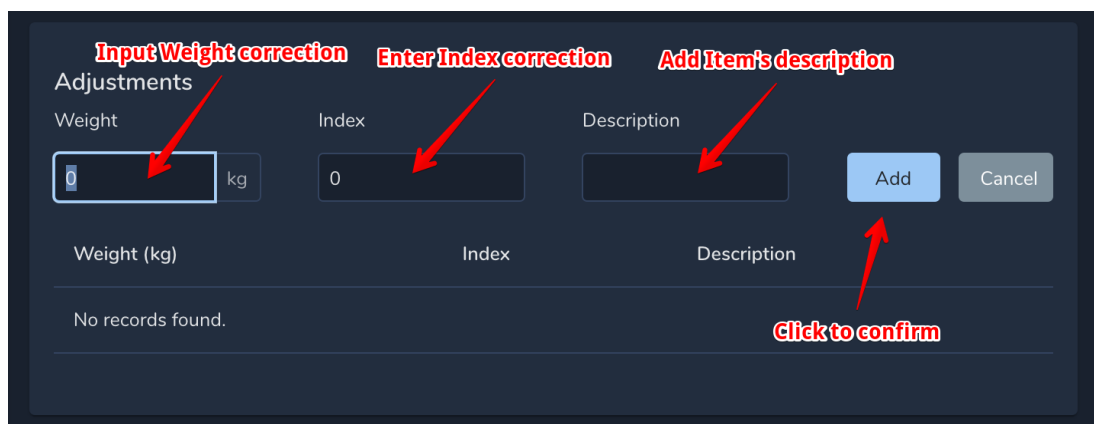 Input Weight correction
Enter Index correction
Add Item's description
Adjustments
Weight
Index
Description
0
kg
0
Add
Cancel
Weight (kg)
Index
Description
No records found.
Click to confirm